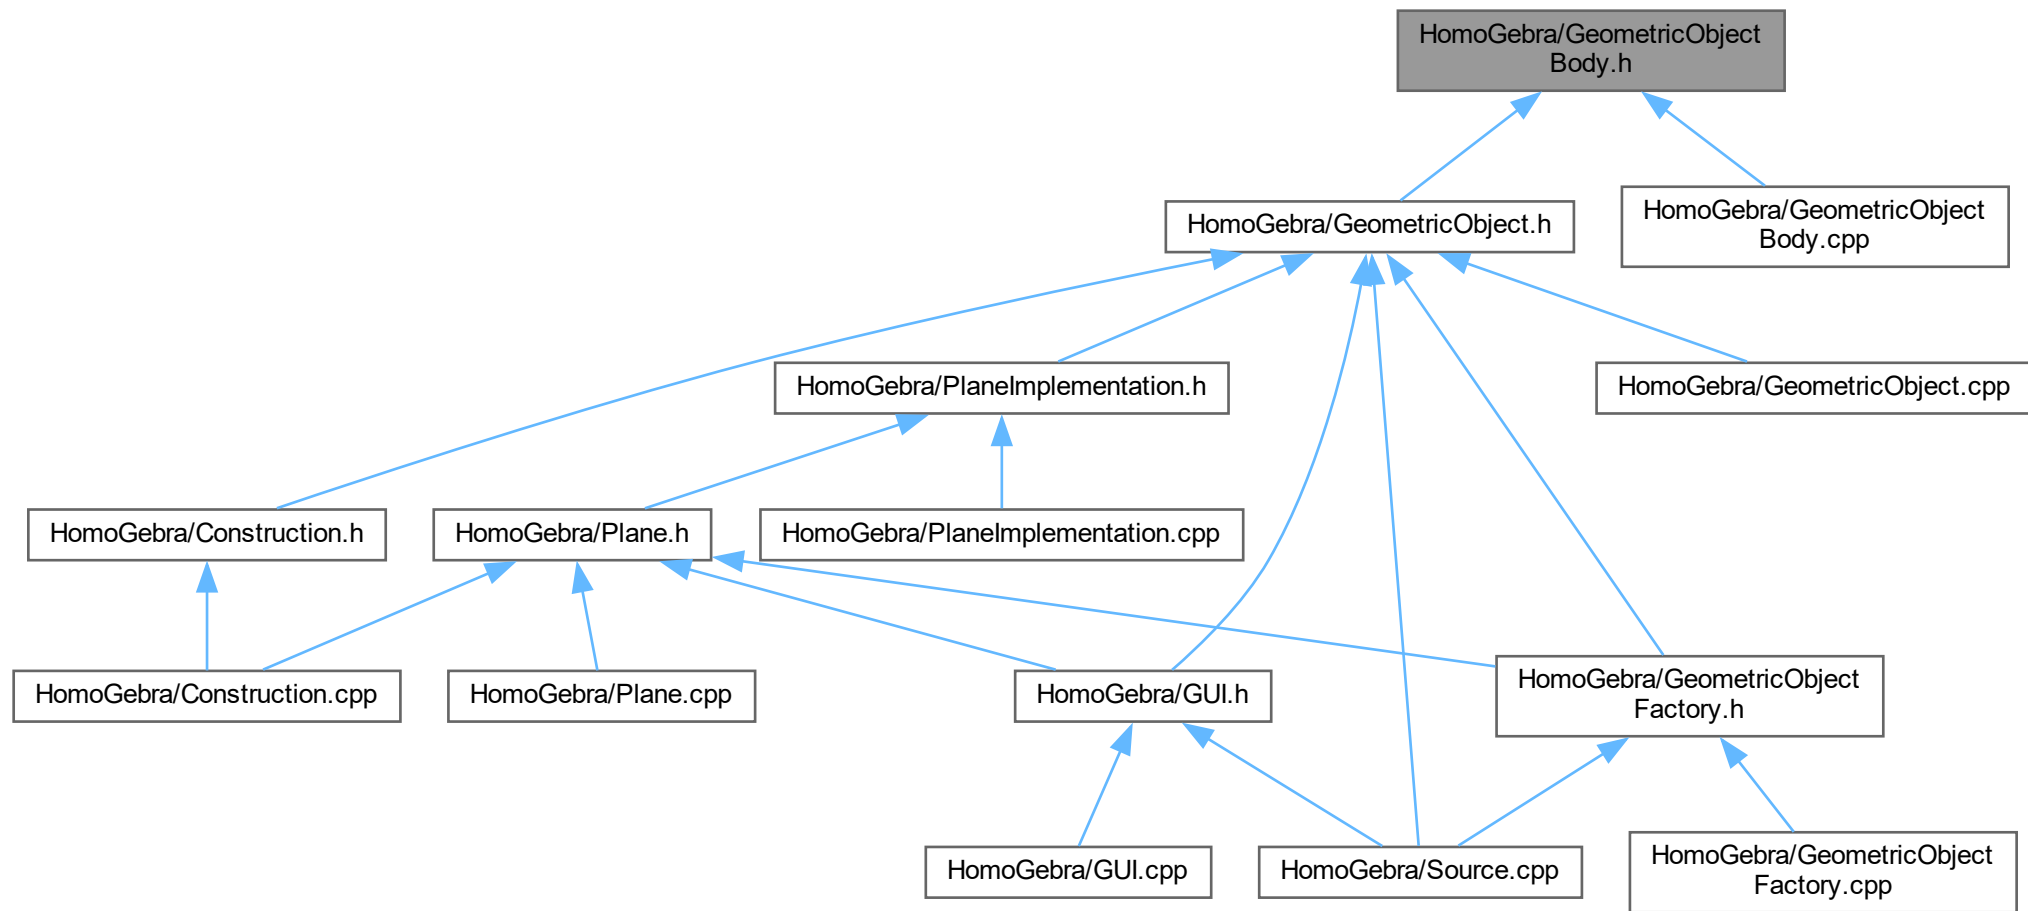 HomoGebra/GeometricObject
Body.h
HomoGebra/GeometricObject.h
HomoGebra/GeometricObject
Body.cpp
HomoGebra/PlaneImplementation.h
HomoGebra/GeometricObject.cpp
HomoGebra/Construction.h
HomoGebra/Plane.h
HomoGebra/PlaneImplementation.cpp
HomoGebra/Construction.cpp
HomoGebra/Plane.cpp
HomoGebra/GUI.h
HomoGebra/GeometricObject
Factory.h
HomoGebra/GUI.cpp
HomoGebra/Source.cpp
HomoGebra/GeometricObject
Factory.cpp